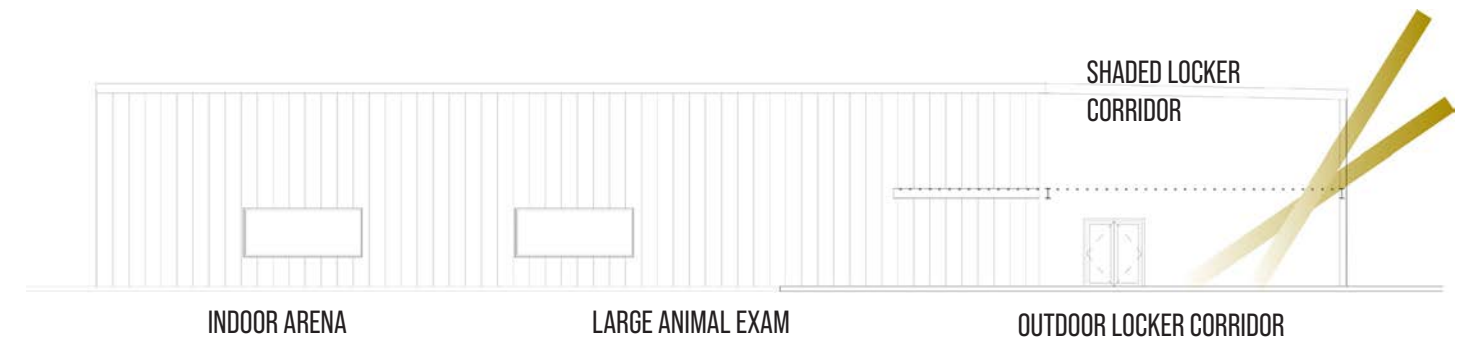 SHADED LOCKER
CORRIDOR
INDOOR ARENA
LARGE ANIMAL EXAM
OUTDOOR LOCKER CORRIDOR